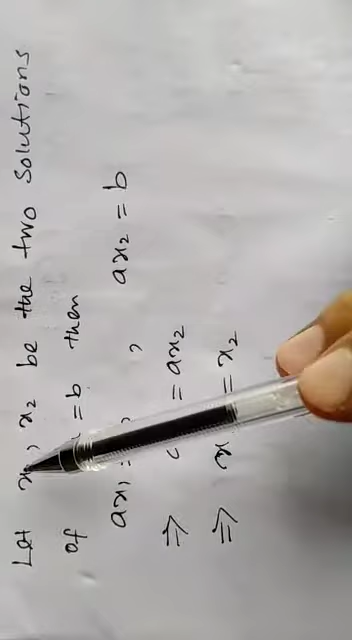 Let x₁, x₂ be the two solutions
of = b then
ax₁ = , ax₂ = b
⇒ = ax₂
⇒ x = x₂